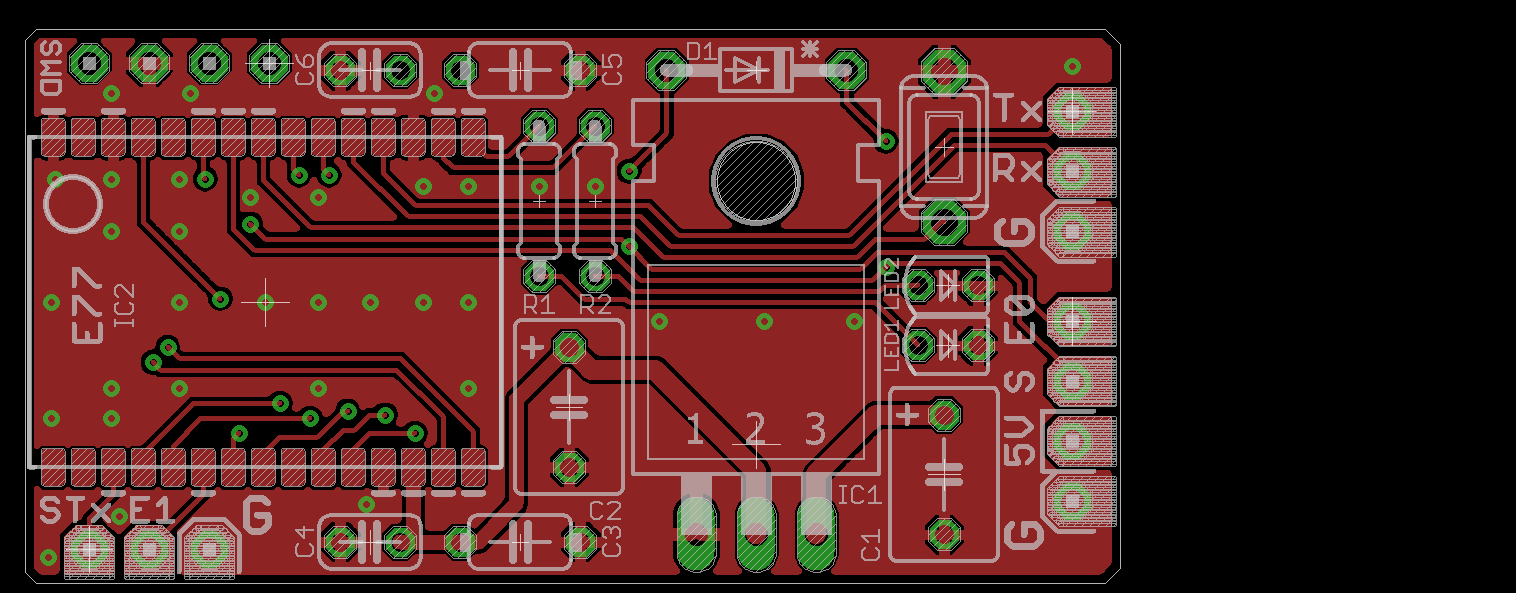 DMS
C6
C5
D1
*
Tx
Rx
G
E77
IC2
R1
R2
LED2
LED1
E0
S
+
+
1 2 3
5V
STx E1 G
C4
C2
C3
IC1
C1
G